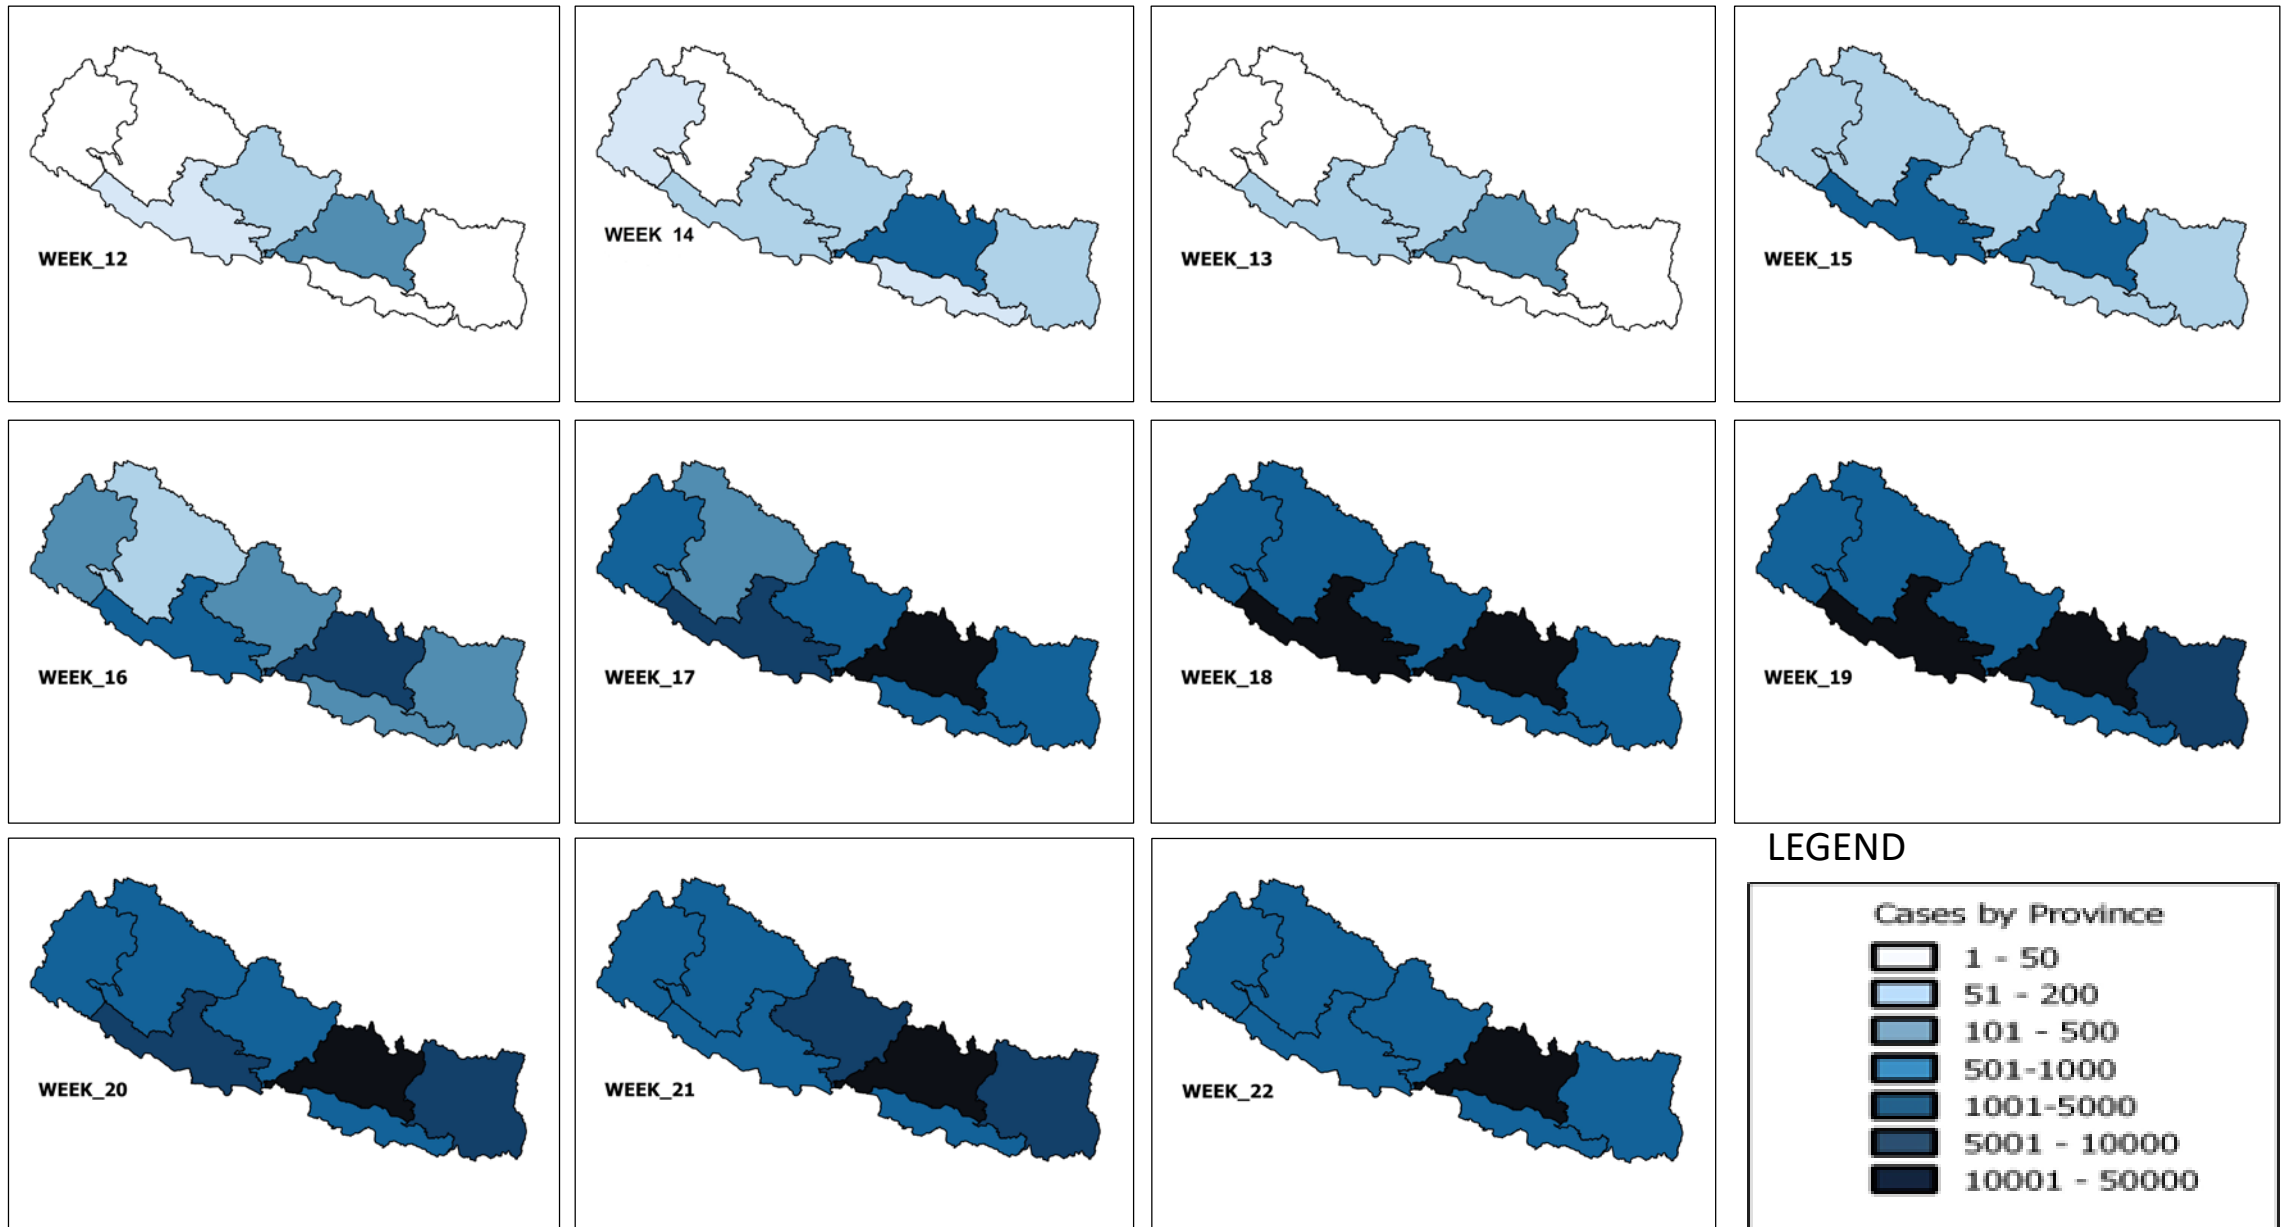 WEEK_12
WEEK 14
WEEK_13
WEEK_15
WEEK_16
WEEK_17
WEEK_18
WEEK_19
WEEK_20
WEEK_21
WEEK_22
LEGEND
Cases by Province
1 - 50
51 - 200
101 - 500
501-1000
1001-5000
5001 - 10000
10001 - 50000